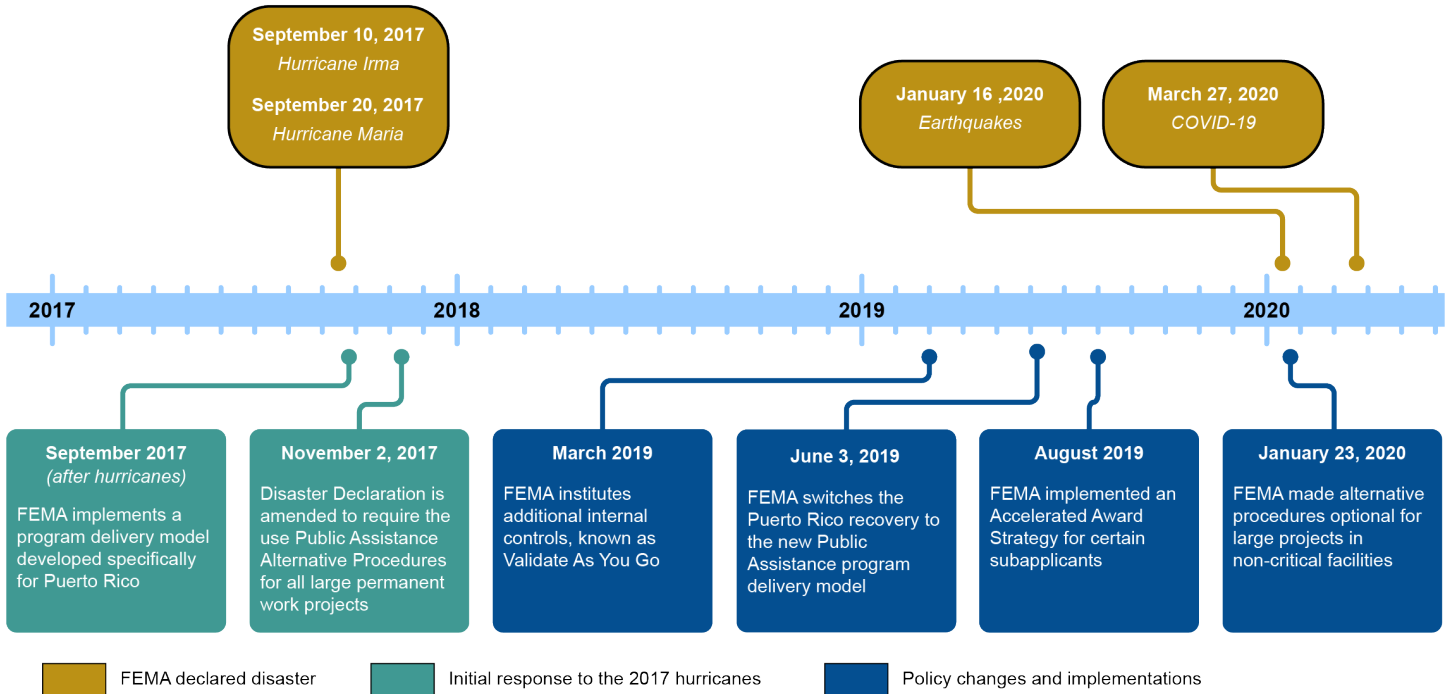 September 10, 2017
Hurricane Irma
September 20, 2017
Hurricane Maria
January 16 ,2020
Earthquakes
March 27, 2020
COVID-19
2017
2018
2019
2020
September 2017
(after hurricanes)
FEMA implements a
program delivery model
developed specifically
for Puerto Rico
November 2, 2017
Disaster Declaration is
amended to require the
use Public Assistance
Alternative Procedures
for all large permanent
work projects
March 2019
FEMA institutes
additional internal
controls, known as
Validate As You Go
June 3, 2019
FEMA switches the
Puerto Rico recovery to
the new Public
Assistance program
delivery model
August 2019
FEMA implemented an
Accelerated Award
Strategy for certain
subapplicants
January 23, 2020
FEMA made alternative
procedures optional for
large projects in
non-critical facilities
FEMA declared disaster
Initial response to the 2017 hurricanes
Policy changes and implementations